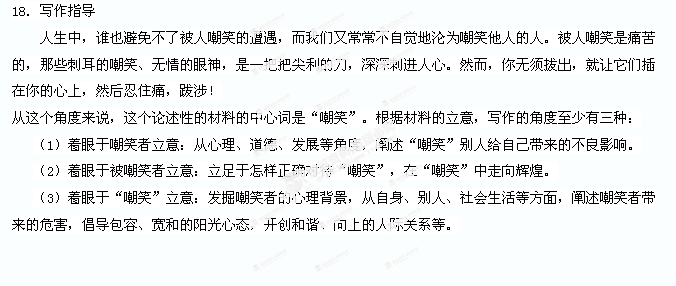 18. 写作指导
人生中，谁也避免不了被人嘲笑的遭遇，而我们又常常不自觉地沦为嘲笑他人的人。被人嘲笑是痛苦
的，那些刺耳的嘲笑、无情的眼神，是一把把尖利的刀，深深刺进人心。然而，你无须拔出，就让它们插
在你的心上，然后忍住痛，跋涉！
从这个角度来说，这个论述性的材料的中心词是“嘲笑”。根据材料的立意，写作的角度至少有三种：
（1）着眼于嘲笑者立意：从心理、道德、发展等角度，阐述“嘲笑”别人给自己带来的不良影响。
（2）着眼于被嘲笑者立意：立足于怎样正确对待“嘲笑”，在“嘲笑”中走向辉煌。
（3）着眼于“嘲笑”立意：发掘嘲笑者的心理背景，从自身、别人、社会生活等方面，阐述嘲笑者带
来的危害，倡导包容、宽和的阳光心态，开创和谐、向上的人际关系等。